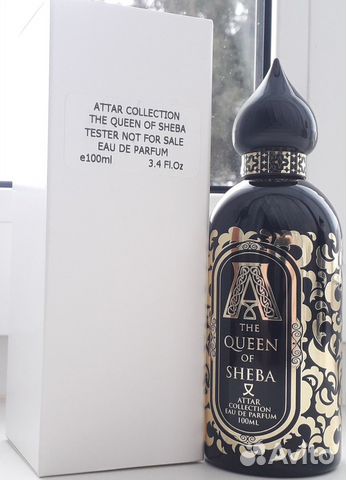 ATTAR COLLECTION
THE QUEEN OF SHEBA
TESTER NOT FOR SALE
EAU DE PARFUM
e100ml 3.4 Fl.Oz
A
THE
QUEEN
OF
SHEBA
ATTAR
COLLECTION
EAU DE PARFUM
100ML
Avito